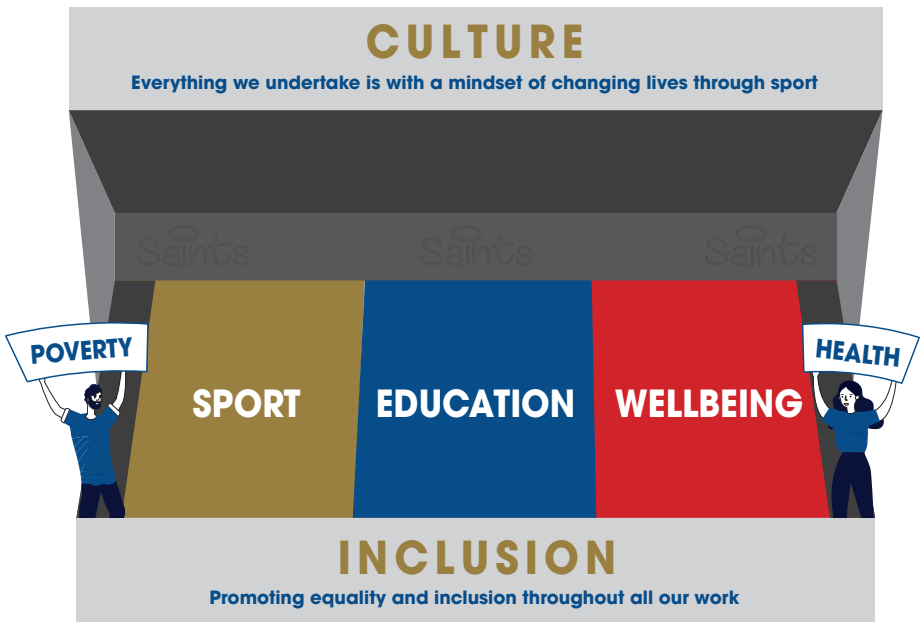 CULTURE
Everything we undertake is with a mindset of changing lives through sport
Saints Saints Saints
POVERTY
HEALTH
SPORT EDUCATION WELLBEING
INCLUSION
Promoting equality and inclusion throughout all our work